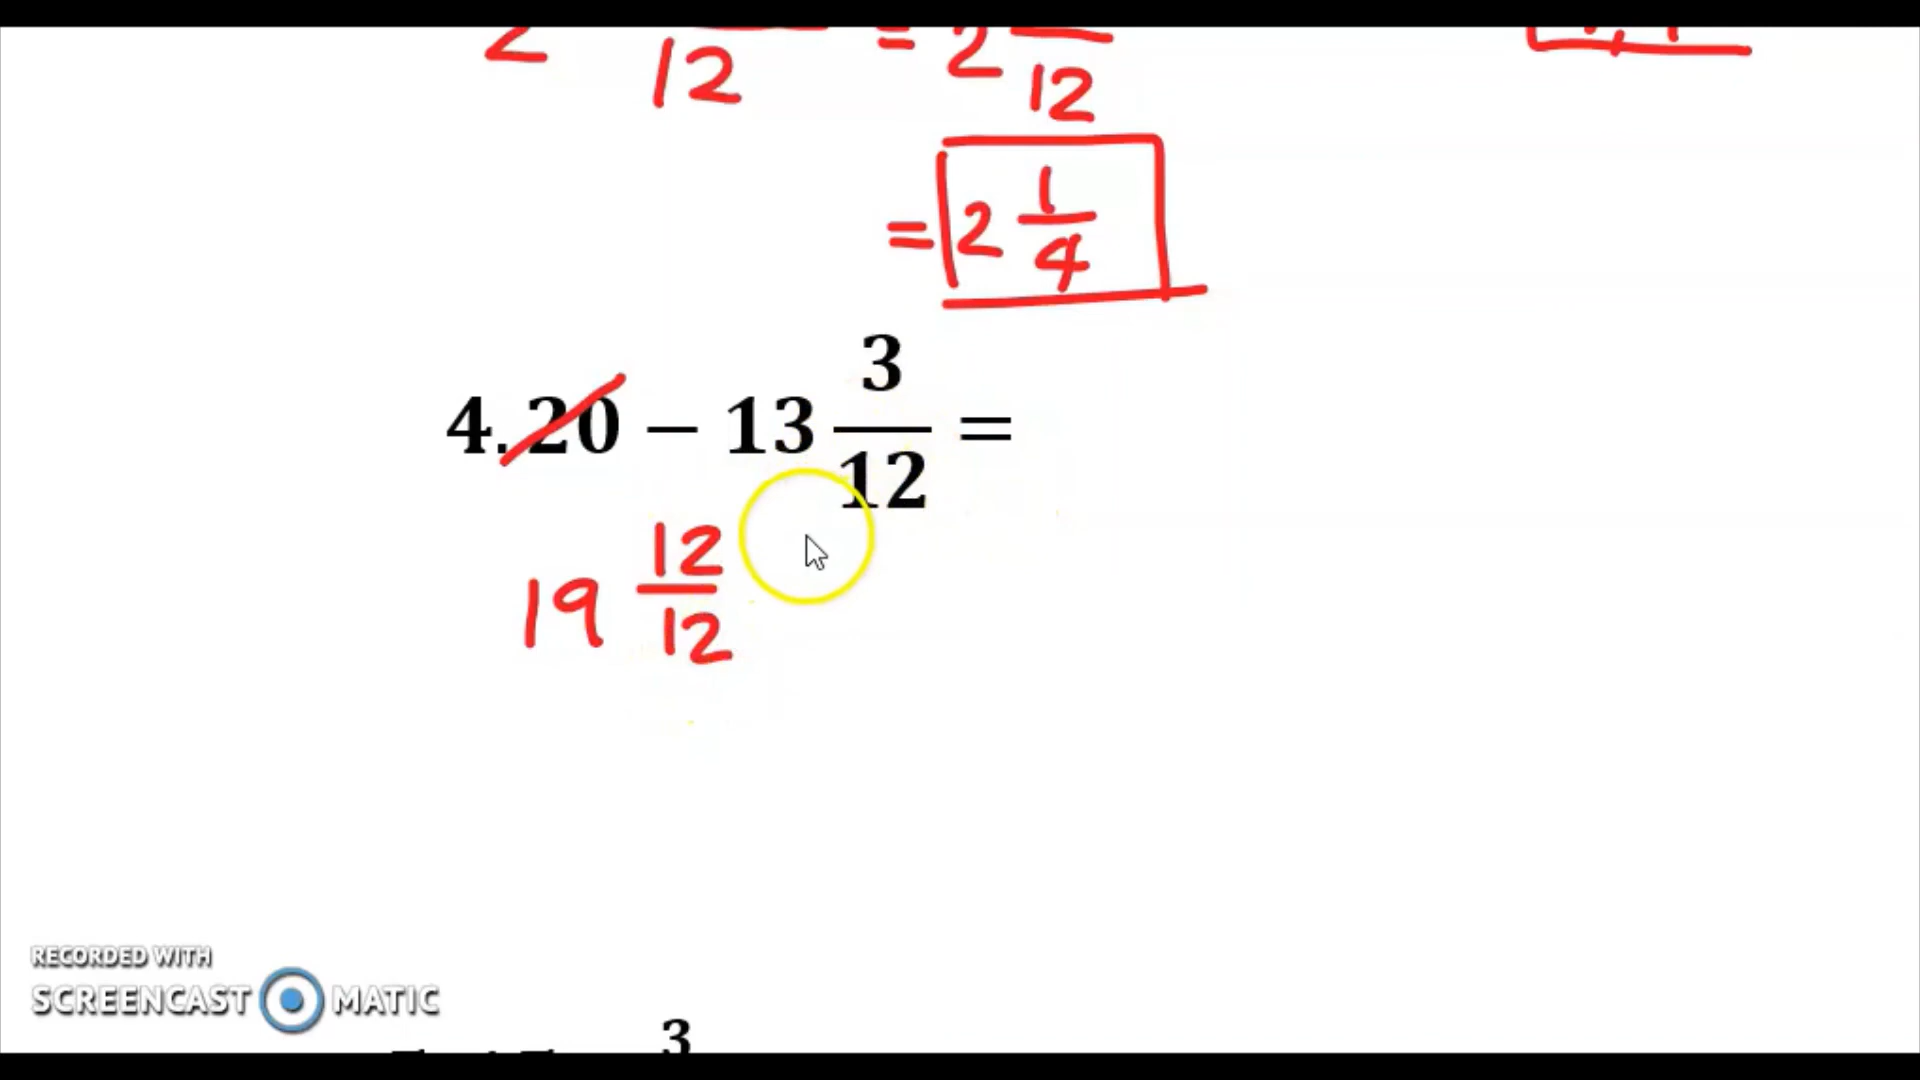 2 12 = 2 12
= 2 1/4
4. 20 − 13 3/12 =
19 12/12
RECORDED WITH
SCREENCAST MATIC
3